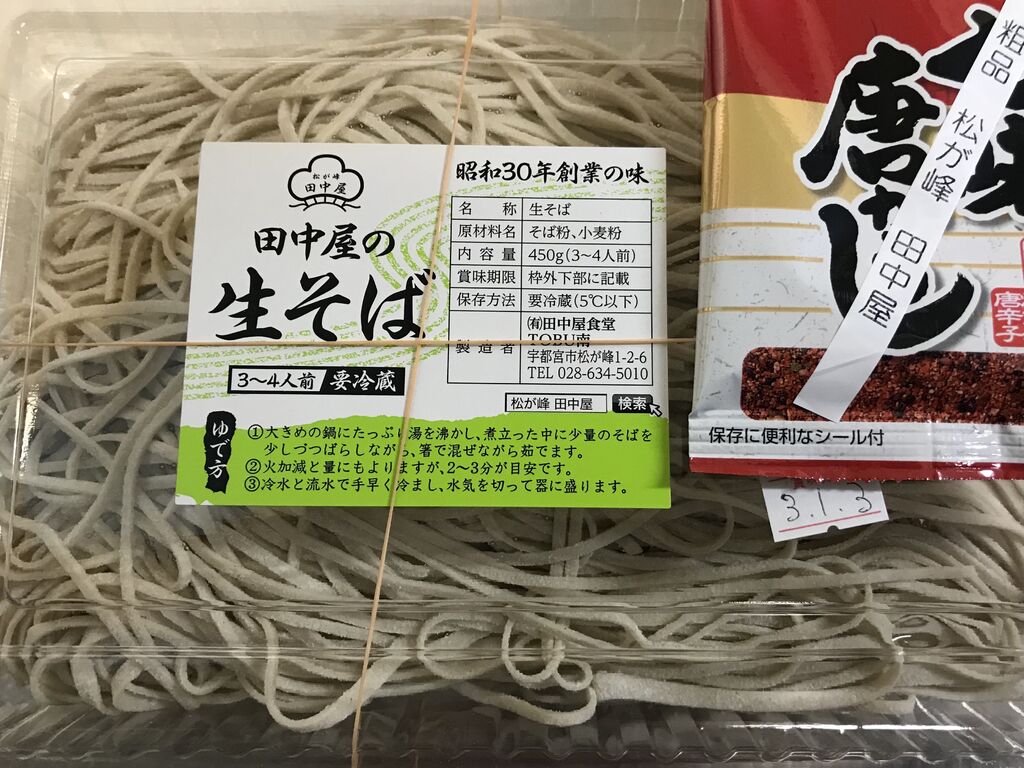 松が峰
田中屋
田中屋の
生そば
3〜4人前 要冷蔵
昭和30年創業の味
名称 生そば
原材料名 そば粉、小麦粉
内容量 450g(3〜4人前)
賞味期限 枠外下部に記載
保存方法 要冷蔵(5℃以下)
製造者 ㈲田中屋食堂
TOBU南
宇都宮市松が峰1-2-6
TEL 028-634-5010
松が峰 田中屋 検索
ゆで方
①大きめの鍋にたっぷり湯を沸かし、煮立った中に少量のそばを
少しづつばらしながら、箸で混ぜながら茹でます。
②火加減と量にもよりますが、2〜3分が目安です。
③冷水と流水で手早く冷まし、水気を切って器に盛ります。
粗品 松が峰 田中屋
唐がらし
唐辛子
保存に便利なシール付
3.1.3